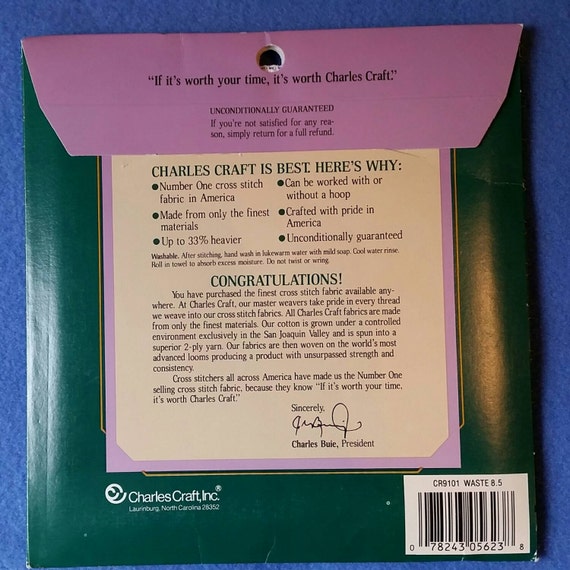 "If it's worth your time, it's worth Charles Craft."
UNCONDITIONALLY GUARANTEED
If you're not satisfied for any rea-
son, simply return for a full refund.
CHARLES CRAFT IS BEST. HERE'S WHY:
●Number One cross stitch
fabric in America
●Made from only the finest
materials
●Up to 33% heavier
●Can be worked with or
without a hoop
●Crafted with pride in
America
●Unconditionally guaranteed
Washable. After stitching, hand wash in lukewarm water with mild soap. Cool water rinse.
Roll in towel to absorb excess moisture. Do not twist or wring.
CONGRATULATIONS!
You have purchased the finest cross stitch fabric available any-
where. At Charles Craft, our master weavers take pride in every thread
we weave into our cross stitch fabrics. All Charles Craft fabrics are made
from only the finest materials. Our cotton is grown under a controlled
environment exclusively in the San Joaquin Valley and is spun into a
superior 2-ply yarn. Our fabrics are then woven on the world's most
advanced looms producing a product with unsurpassed strength and
consistency.
Cross stitchers all across America have made us the Number One
selling cross stitch fabric, because they know "If it's worth your time,
it's worth Charles Craft."
Sincerely,
Charles Buie, President
Charles Craft, Inc.®
Laurinburg, North Carolina 28352
CR9101 WASTE 8.5
0 78243 05623 8